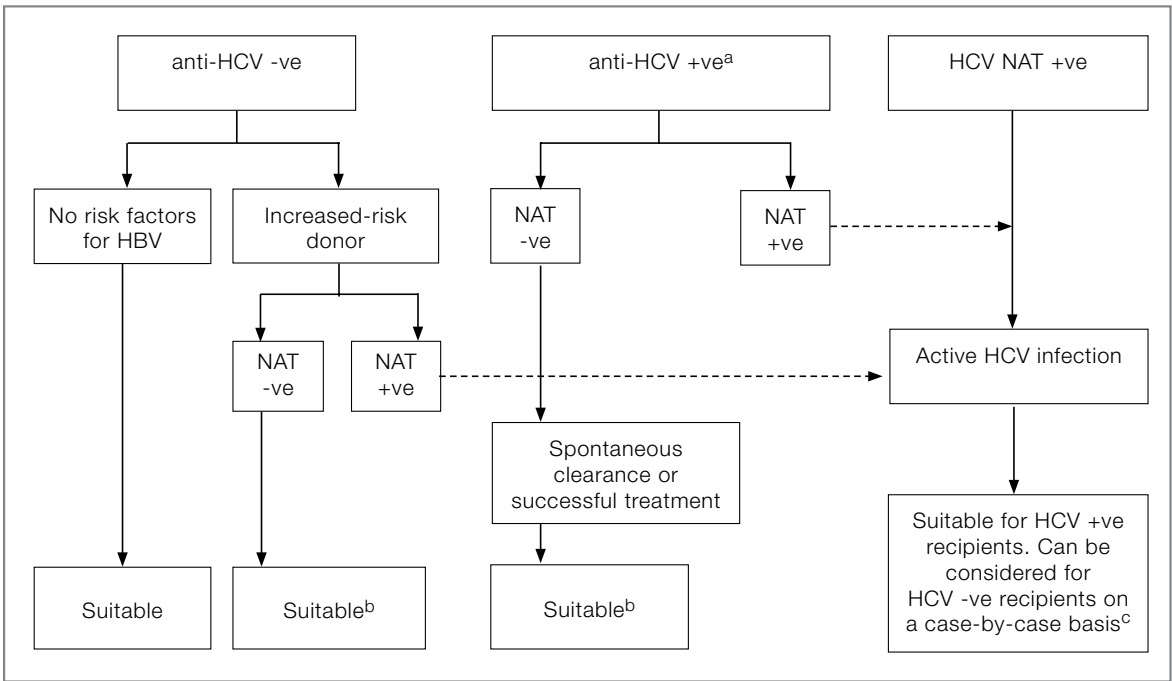 anti-HCV -ve
anti-HCV +veᵃ
HCV NAT +ve
No risk factors
for HBV
Increased-risk
donor
NAT
-ve
NAT
+ve
NAT
-ve
NAT
+ve
Active HCV infection
Spontaneous
clearance or
successful treatment
Suitable
Suitableᵇ
Suitableᵇ
Suitable for HCV +ve
recipients. Can be
considered for
HCV -ve recipients on
a case-by-case basisᶜ